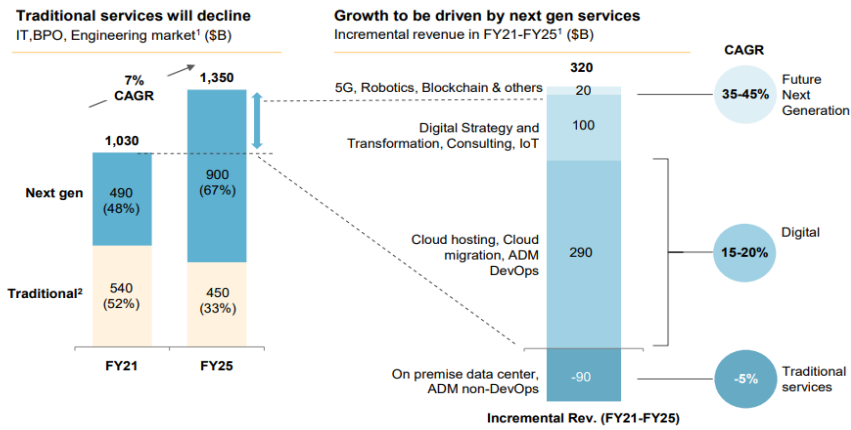 Traditional services will decline
IT,BPO, Engineering market¹ ($B)
7%
CAGR
1,350
1,030
Next gen
490
(48%)
900
(67%)
Traditional²
540
(52%)
450
(33%)
FY21
FY25
Growth to be driven by next gen services
Incremental revenue in FY21-FY25¹ ($B)
CAGR
320
5G, Robotics, Blockchain & others
20
35-45%
Future
Next
Generation
Digital Strategy and
Transformation, Consulting, IoT
100
Cloud hosting, Cloud
migration, ADM
DevOps
290
15-20%
Digital
On premise data center,
ADM non-DevOps
-90
-5%
Traditional
services
Incremental Rev. (FY21-FY25)